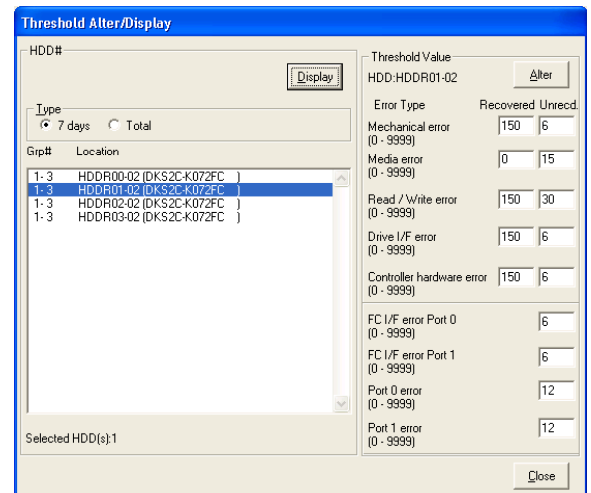 Threshold Alter/Display
HDD#
Display
Type
7 days Total
Grp# Location
1- 3 HDDR00-02 (DKS2C-K072FC )
1- 3 HDDR01-02 (DKS2C-K072FC )
1- 3 HDDR02-02 (DKS2C-K072FC )
1- 3 HDDR03-02 (DKS2C-K072FC )
Selected HDD(s):1
Threshold Value
HDD:HDDR01-02 Alter
Error Type Recovered Unrecd.
Mechanical error 150 6
(0 - 9999)
Media error 0 15
(0 - 9999)
Read / Write error 150 30
(0 - 9999)
Drive I/F error 150 6
(0 - 9999)
Controller hardware error 150 6
(0 - 9999)
FC I/F error Port 0 6
(0 - 9999)
FC I/F error Port 1 6
(0 - 9999)
Port 0 error 12
(0 - 9999)
Port 1 error 12
(0 - 9999)
Close